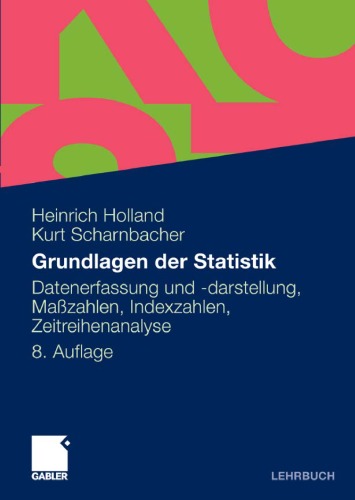 Heinrich Holland
Kurt Scharnbacher
Grundlagen der Statistik
Datenerfassung und -darstellung,
Maßzahlen, Indexzahlen,
Zeitreihenanalyse
8. Auflage
GABLER
LEHRBUCH